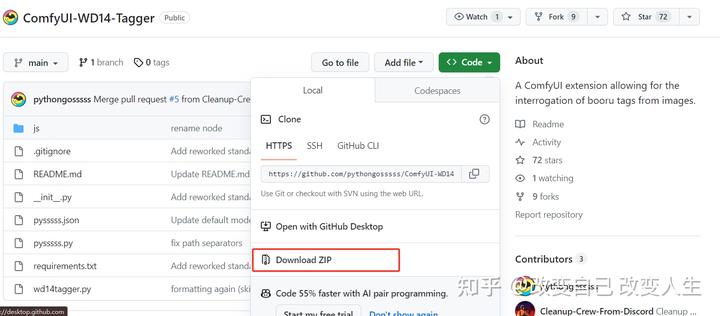 ComfyUI-WD14-Tagger Public
Watch 1 Fork 9 Star 72
main 1 branch 0 tags Go to file Add file <> Code
About
A ComfyUI extension allowing for the
interrogation of booru tags from images.
Readme
Activity
72 stars
1 watching
9 forks
Report repository
Contributors 3
pythongosssss
Cleanup-Crew-From-Discord
pythongosssss Merge pull request #5 from Cleanup-Cre
js rename node
.gitignore Add reworked standa
README.md Update README.md
__init__.py Add reworked standa
pysssss.json Update default mode
pysssss.py fix path separators
requirements.txt Add reworked standa
wd14tagger.py formatting again (ski
//desktop.github.com
Local Codespaces
Clone
HTTPS SSH GitHub CLI
https://github.com/pythongosssss/ComfyUI-WD14
Use Git or checkout with SVN using the web URL.
Open with GitHub Desktop
Download ZIP
Code 55% faster with AI pair programming.
Start my free trial Don't show again
知乎 @改变自己 改变人生